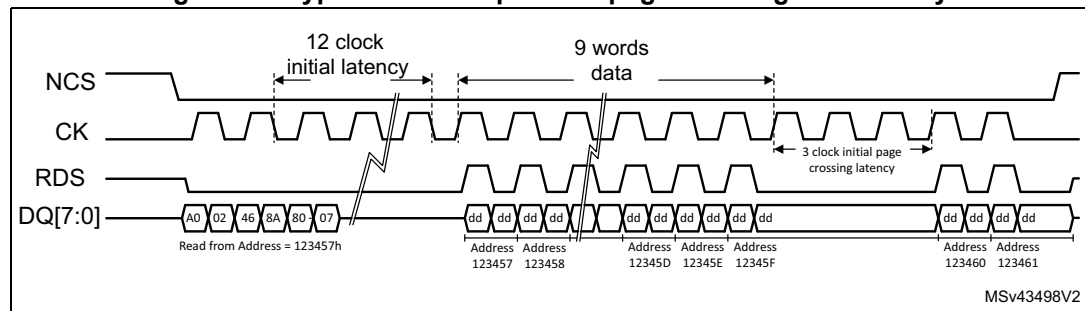 12 clock
initial latency
9 words
data
NCS
CK
3 clock initial page
crossing latency
RDS
DQ[7:0]
A0 02 46 8A 80 07 dd dd dd dd dd dd dd dd dd dd dd dd dd dd
Read from Address = 123457h
Address Address Address Address Address Address Address
123457 123458 12345D 12345E 12345F 123460 123461
MSv43498V2